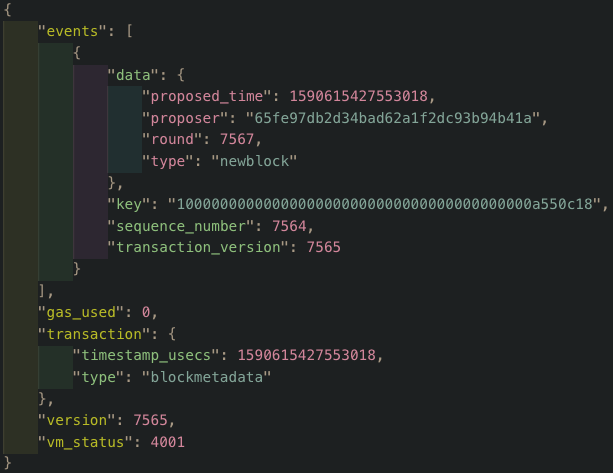 {
"events": [
{
"data": {
"proposed_time": 1590615427553018,
"proposer": "65fe97db2d34bad62a1f2dc93b94b41a",
"round": 7567,
"type": "newblock"
},
"key": "10000000000000000000000000000000000000000a550c18",
"sequence_number": 7564,
"transaction_version": 7565
}
],
"gas_used": 0,
"transaction": {
"timestamp_usecs": 1590615427553018,
"type": "blockmetadata"
},
"version": 7565,
"vm_status": 4001
}